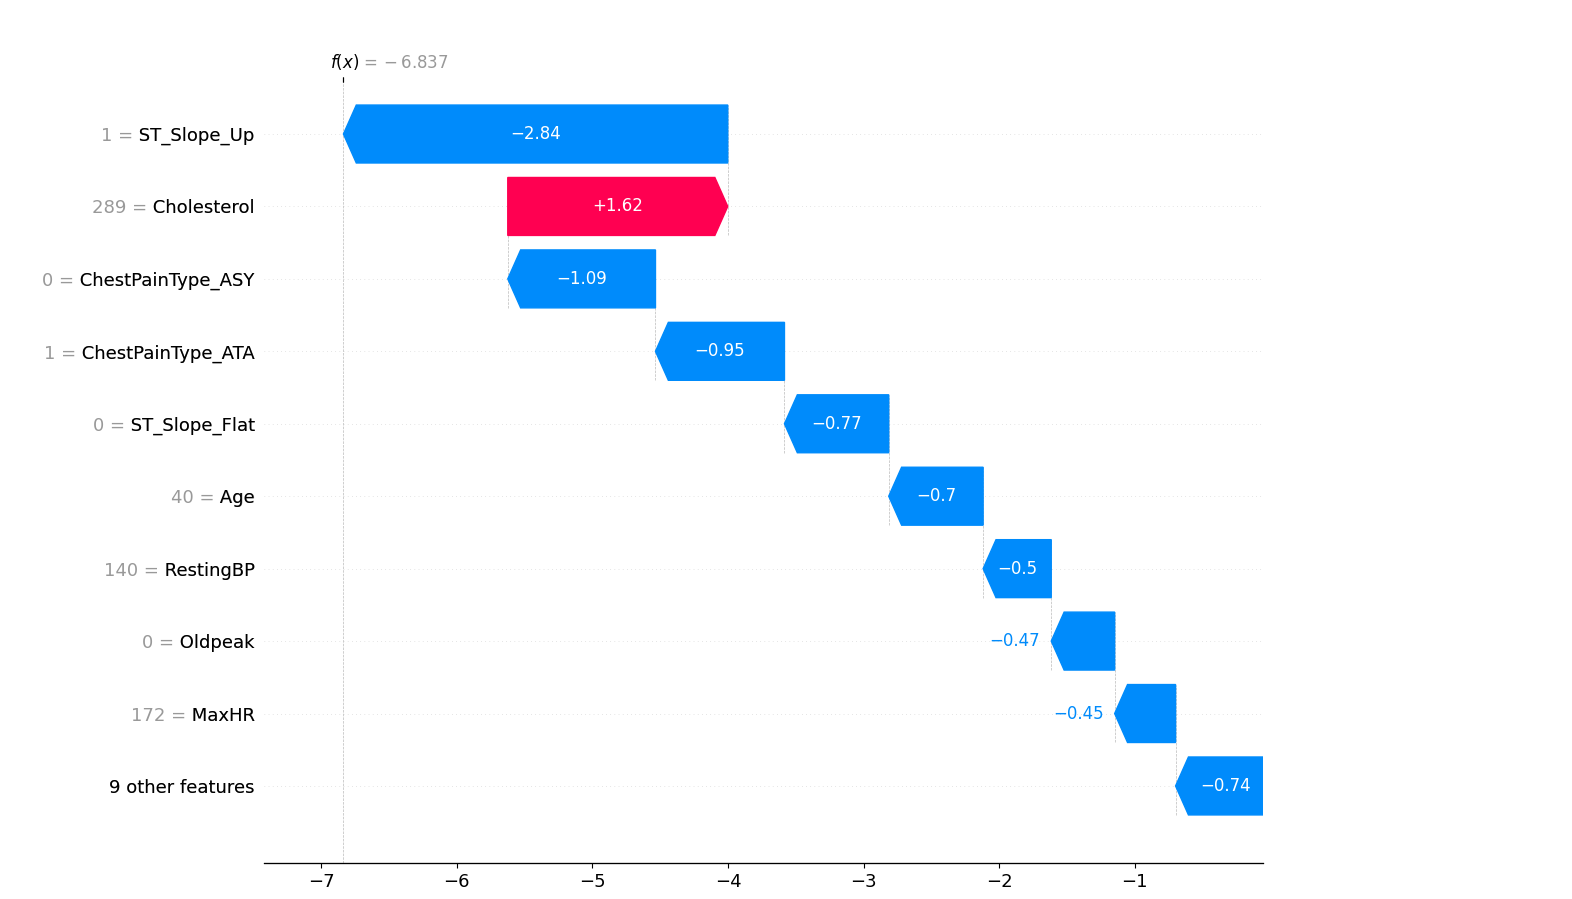 f(x) = − 6.837
1 = ST_Slope_Up −2.84
289 = Cholesterol +1.62
0 = ChestPainType_ASY −1.09
1 = ChestPainType_ATA −0.95
0 = ST_Slope_Flat −0.77
40 = Age −0.7
140 = RestingBP −0.5
0 = Oldpeak −0.47
172 = MaxHR −0.45
9 other features −0.74
−7 −6 −5 −4 −3 −2 −1